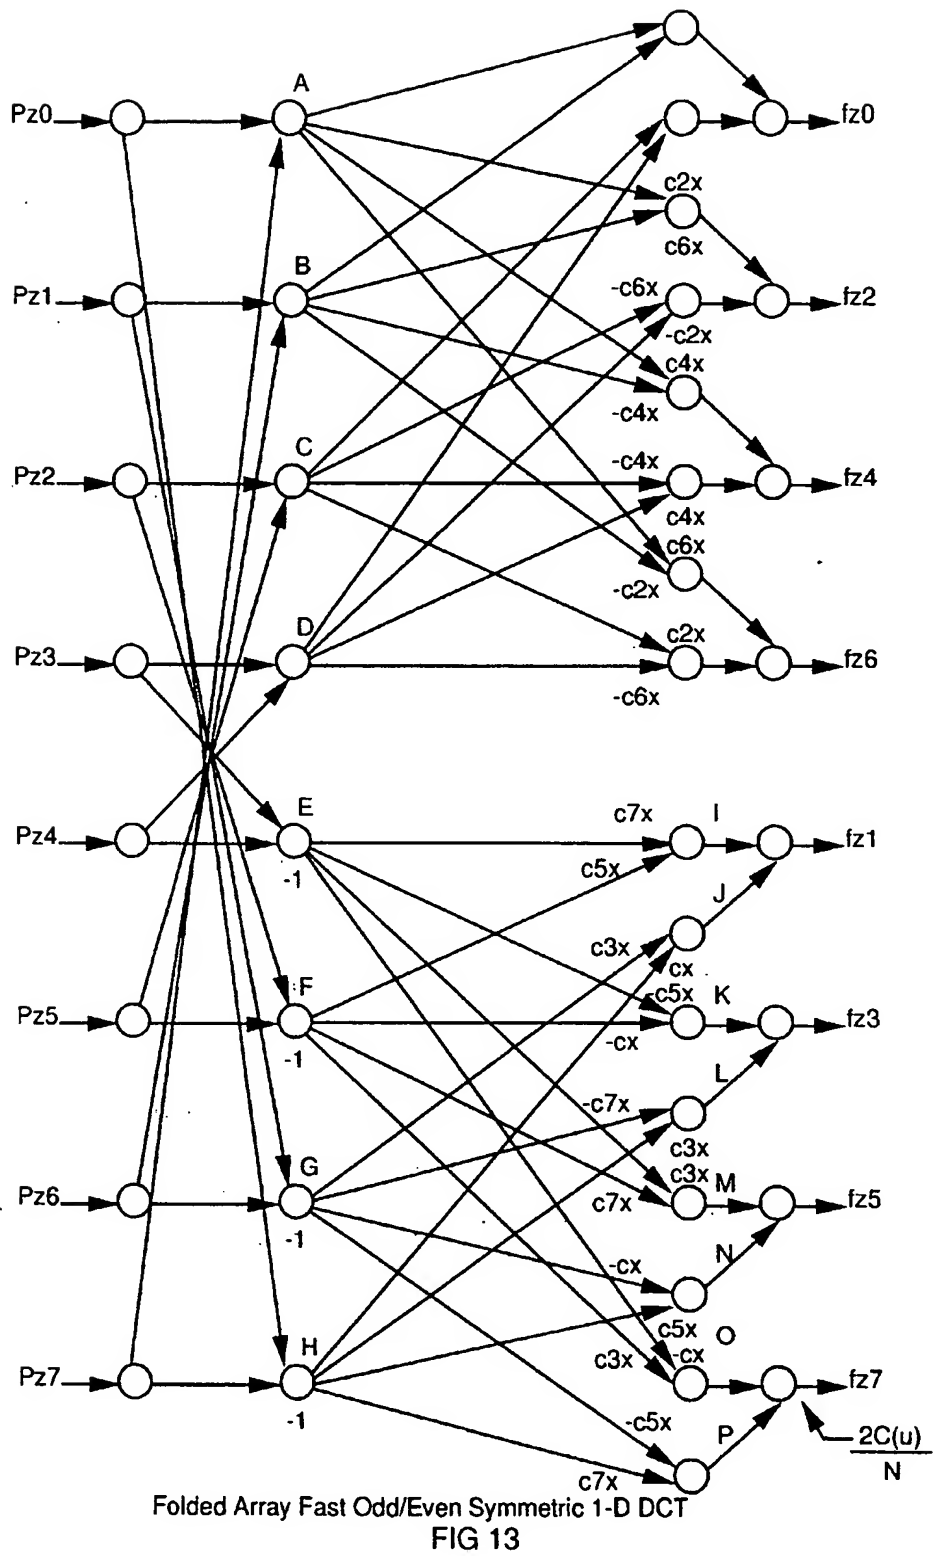 A
Pz0
fz0
c2x
c6x
B
Pz1
-c6x
fz2
-c2x
c4x
-c4x
C
Pz2
-c4x
fz4
c4x
c6x
-c2x
D
Pz3
c2x
fz6
-c6x
E
Pz4
c7x
I
fz1
-1
c5x
J
c3x
cx
F
-c5x
K
Pz5
-cx
fz3
-1
L
-c7x
c3x
G
c3x
M
Pz6
c7x
fz5
-1
N
-cx
c5x
O
H
c3x
-cx
Pz7
fz7
-1
-c5x
P
2C(u)
N
c7x
Folded Array Fast Odd/Even Symmetric 1-D DCT
FIG 13